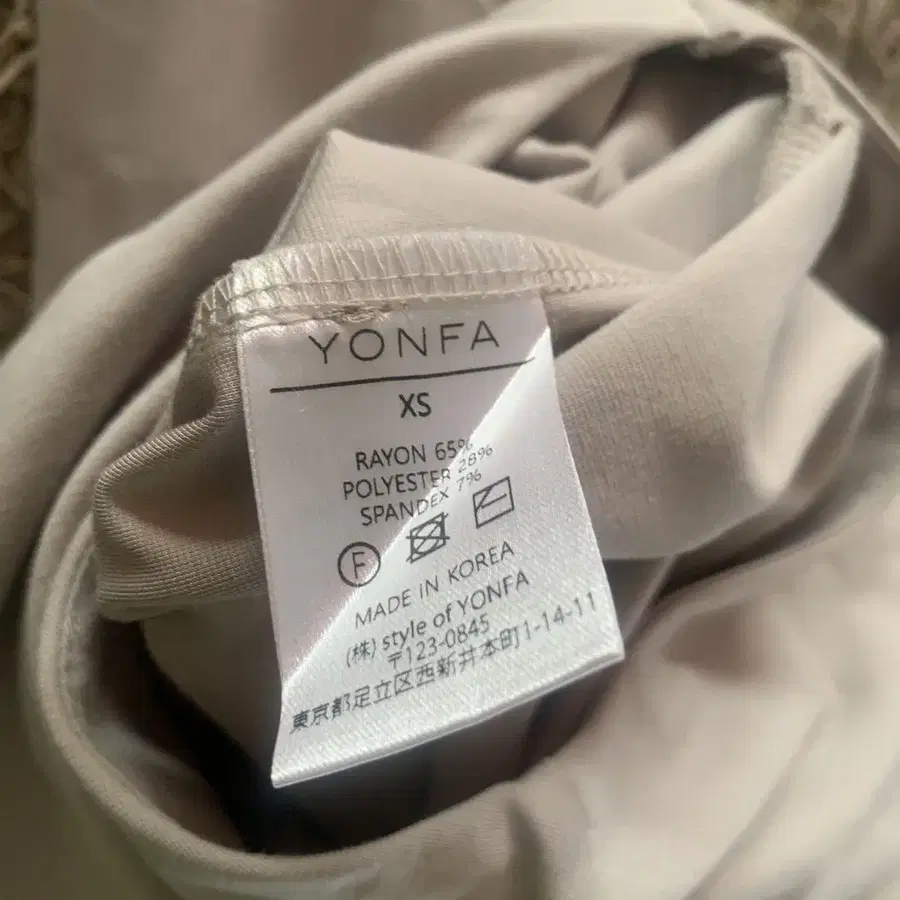 YONFA
XS
RAYON 65%
POLYESTER 28%
SPANDEX 7%
F
MADE IN KOREA
(株) style of YONFA
〒123-0845
東京都足立区西新井本町1-14-11